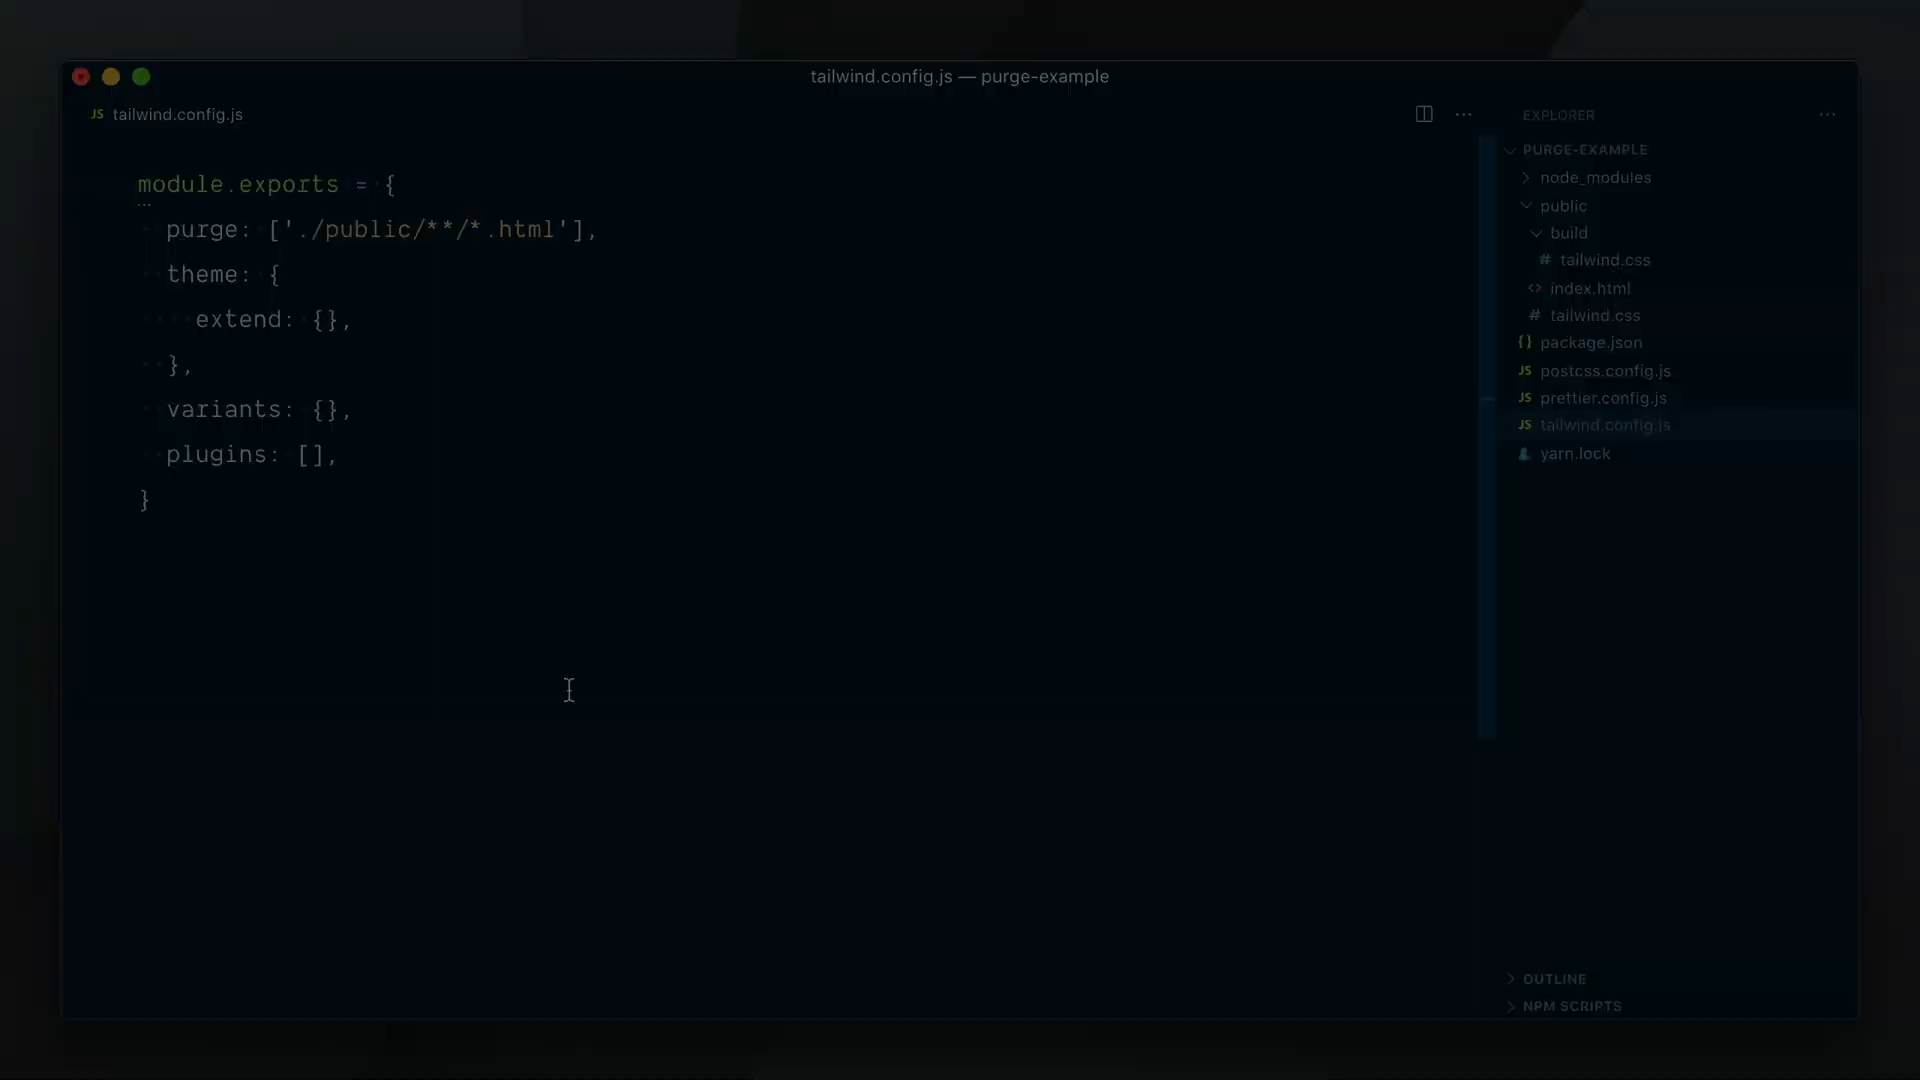 tailwind.config.js — purge-example
JS tailwind.config.js
module.exports = {
purge: ['./public/**/*.html'],
theme: {
extend: {},
},
variants: {},
plugins: [],
}
EXPLORER
PURGE-EXAMPLE
node_modules
public
build
# tailwind.css
<> index.html
# tailwind.css
{} package.json
JS postcss.config.js
JS prettier.config.js
JS tailwind.config.js
yarn.lock
OUTLINE
NPM SCRIPTS